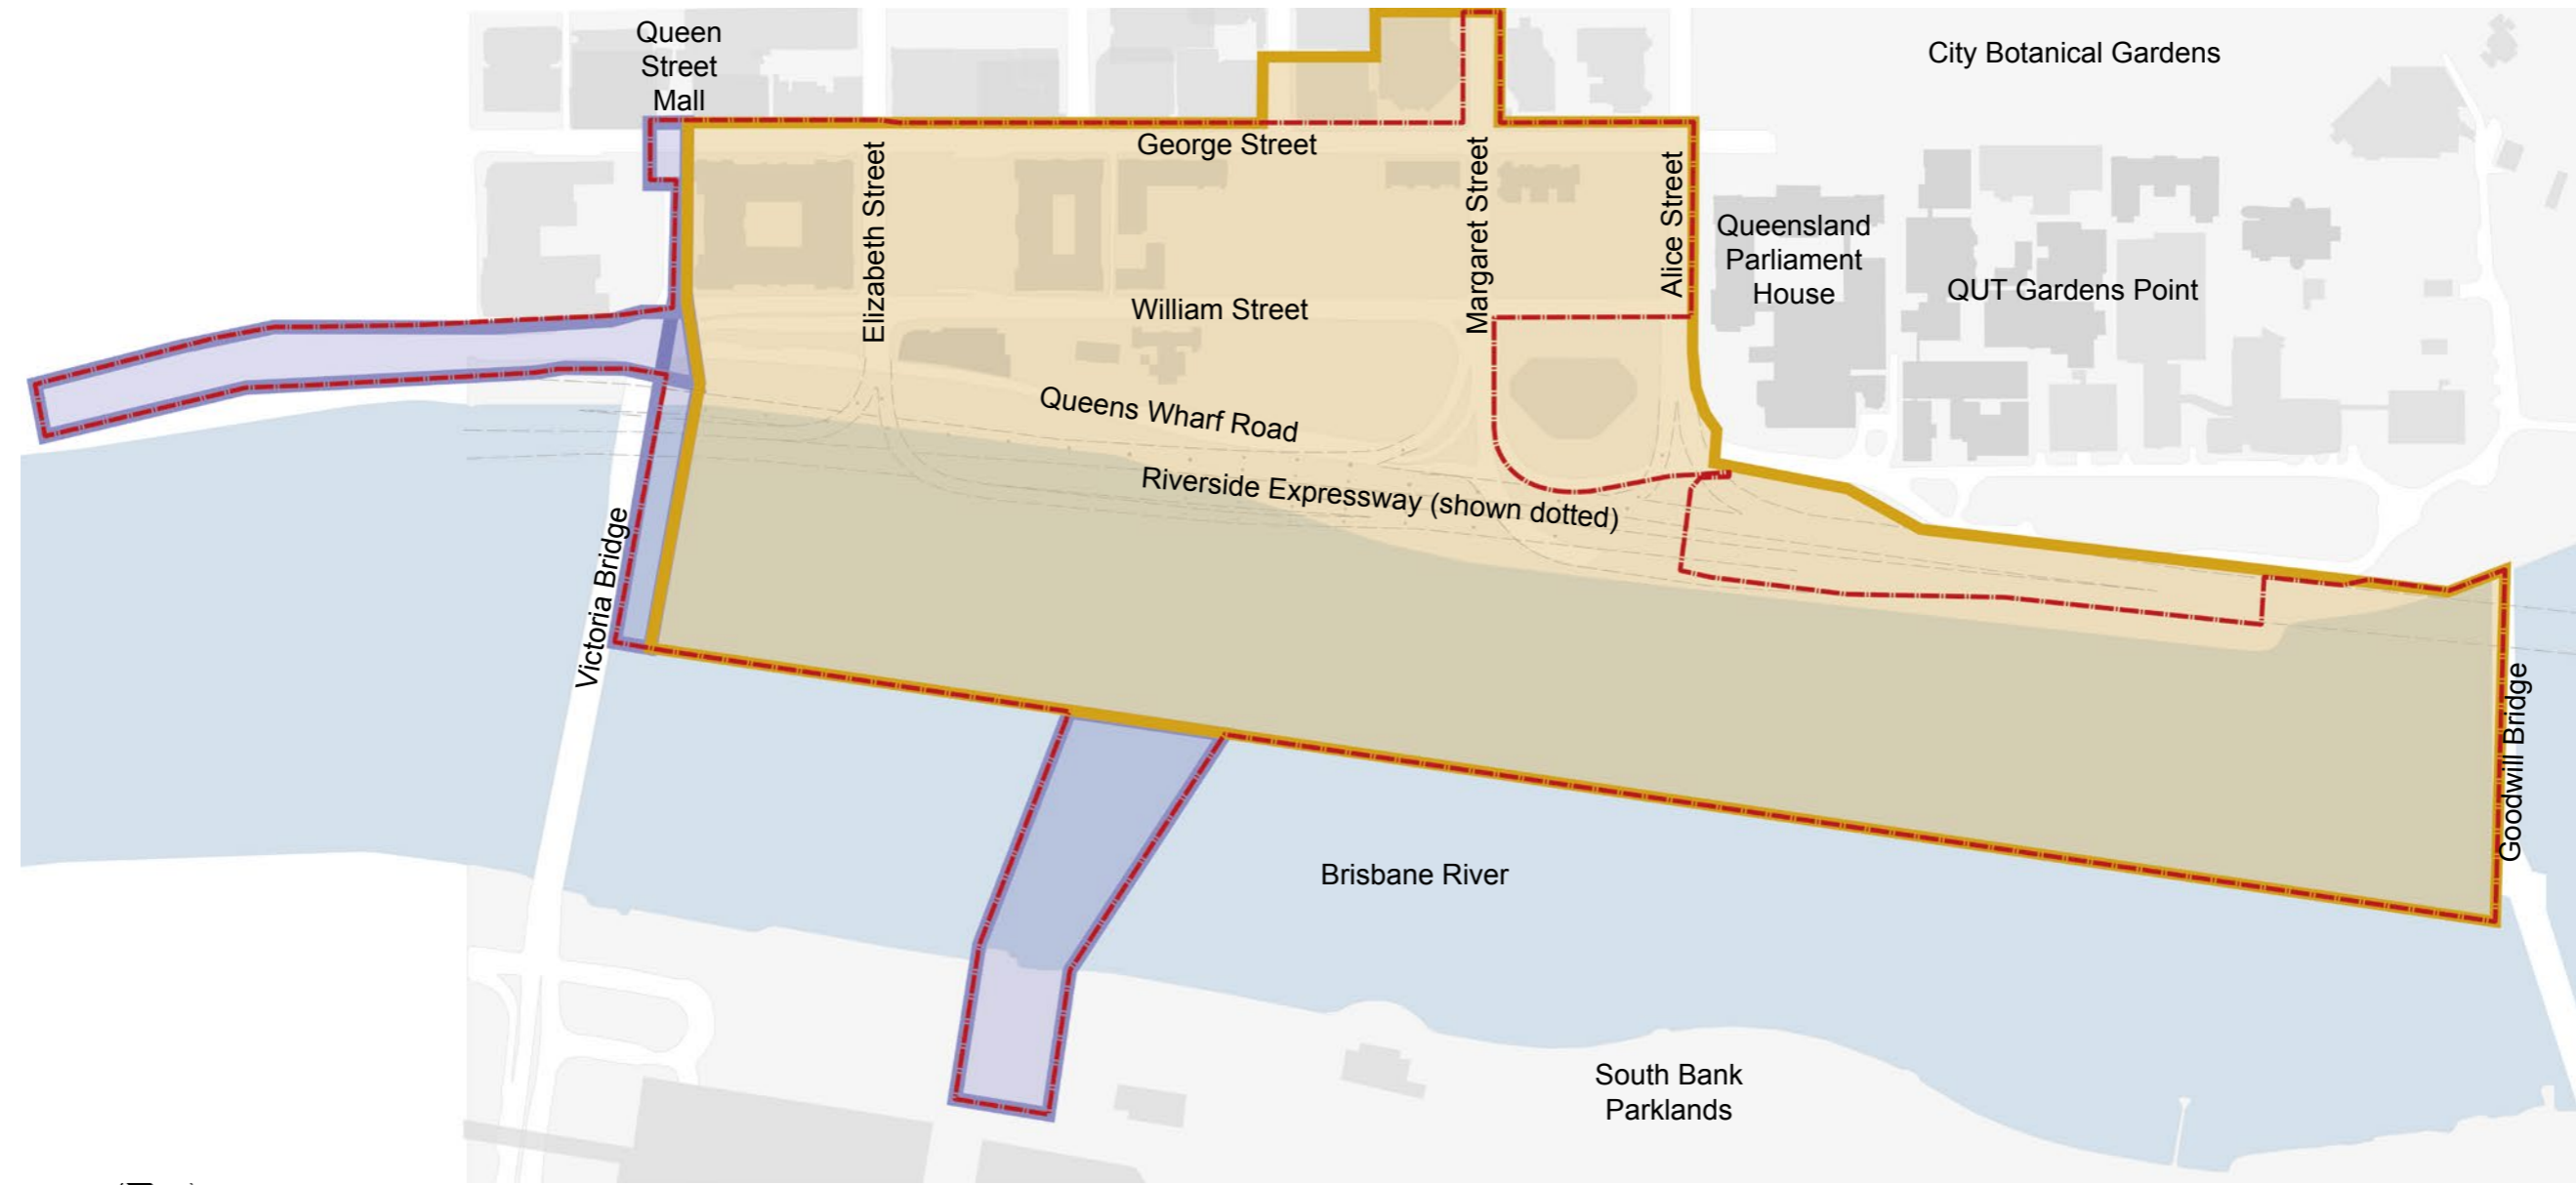 Queen
Street
Mall
City Botanical Gardens
George Street
Elizabeth Street
Margaret Street
Alice Street
Queensland
Parliament
House
QUT Gardens Point
William Street
Queens Wharf Road
Riverside Expressway (shown dotted)
Victoria Bridge
Goodwill Bridge
Brisbane River
South Bank
Parklands